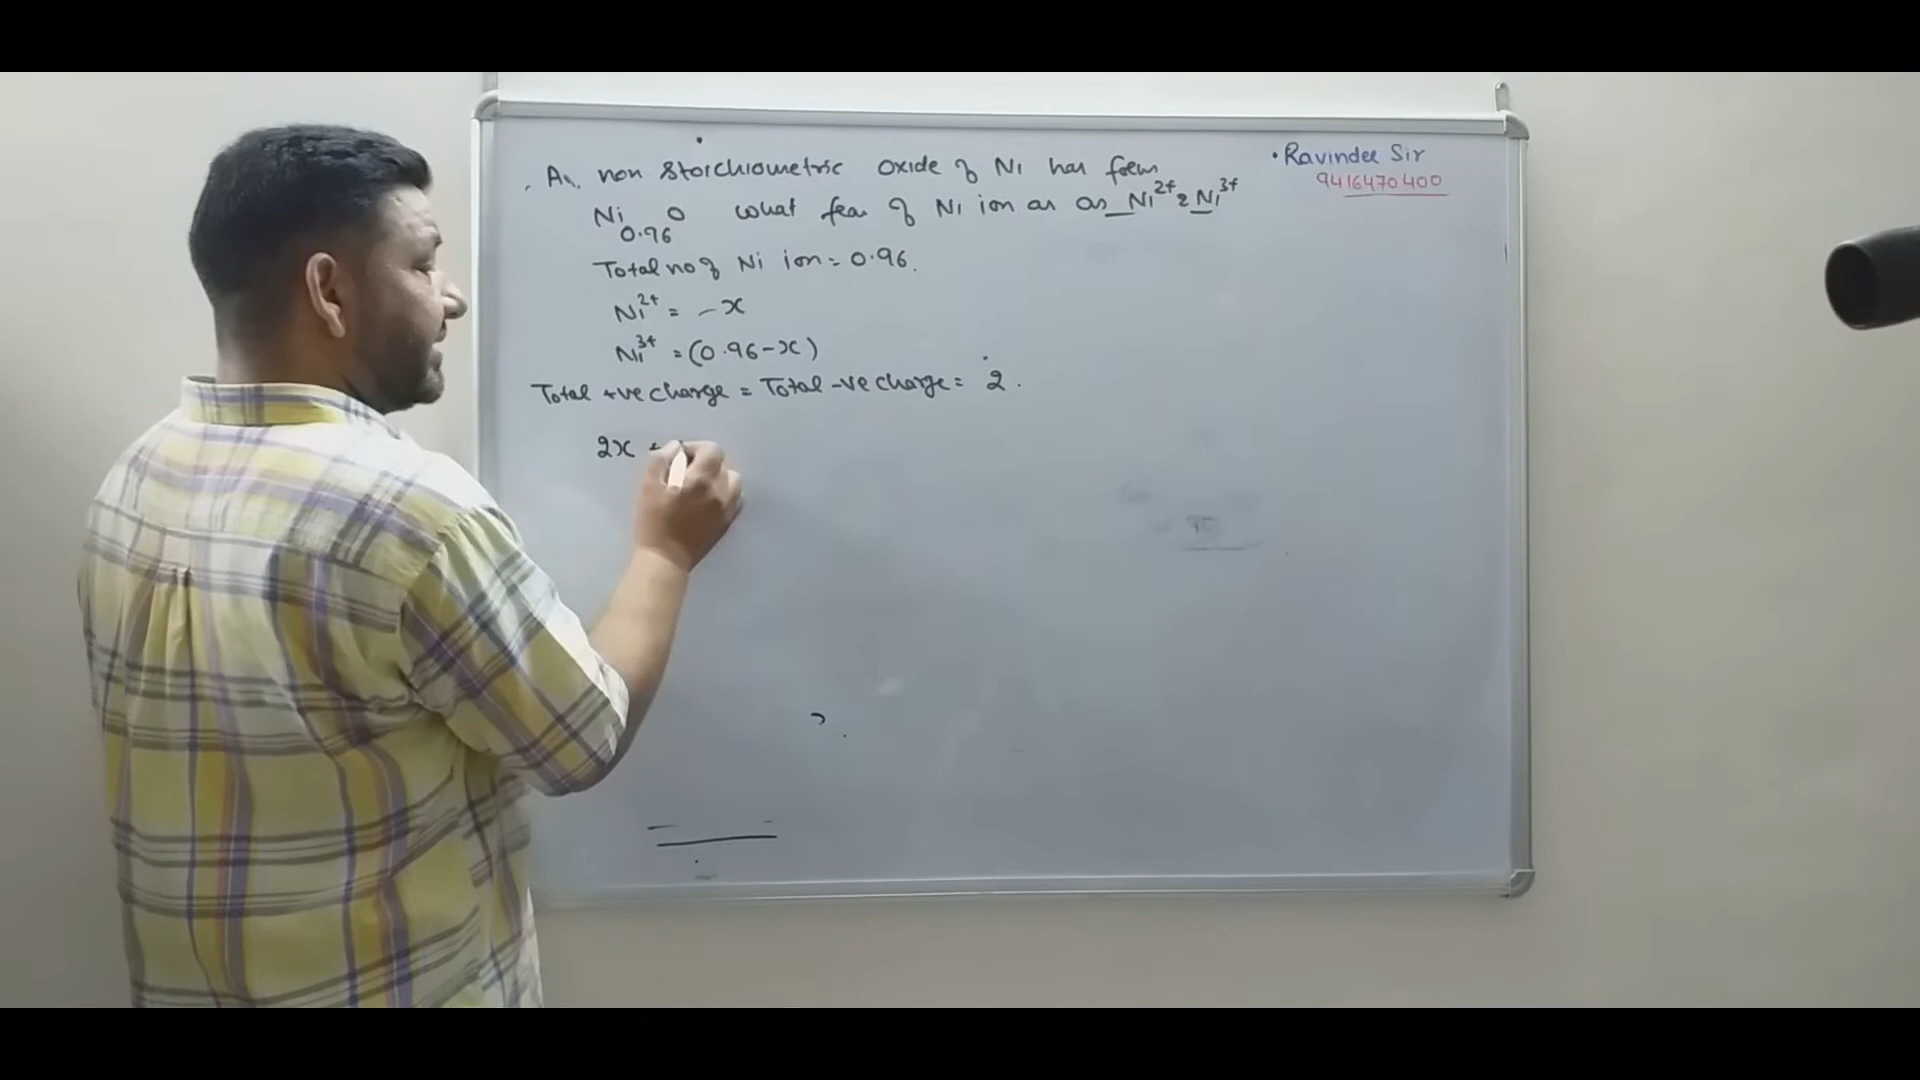 An non Stoichiometric oxide of Ni has form
Ni0.96O what fear of Ni ion as as Ni2+ & Ni3+
Total no of Ni ion = 0.96.
Ni2+ = -x
Ni3+ = (0.96-x)
Total +ve charge = Total -ve charge = 2.
2x +
• Ravinder Sir
9416470400